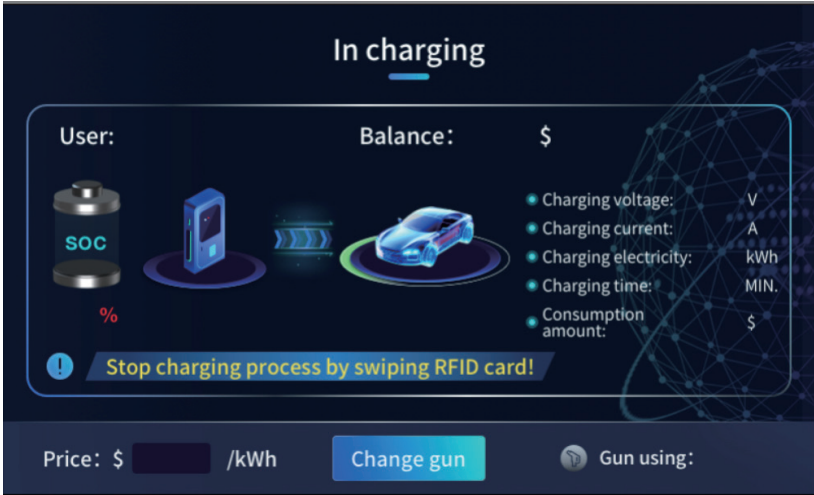 In charging
User: Balance: $
SOC
%
Charging voltage: V
Charging current: A
Charging electricity: kWh
Charging time: MIN.
Consumption
amount: $
! Stop charging process by swiping RFID card!
Price: $ /kWh Change gun Gun using: